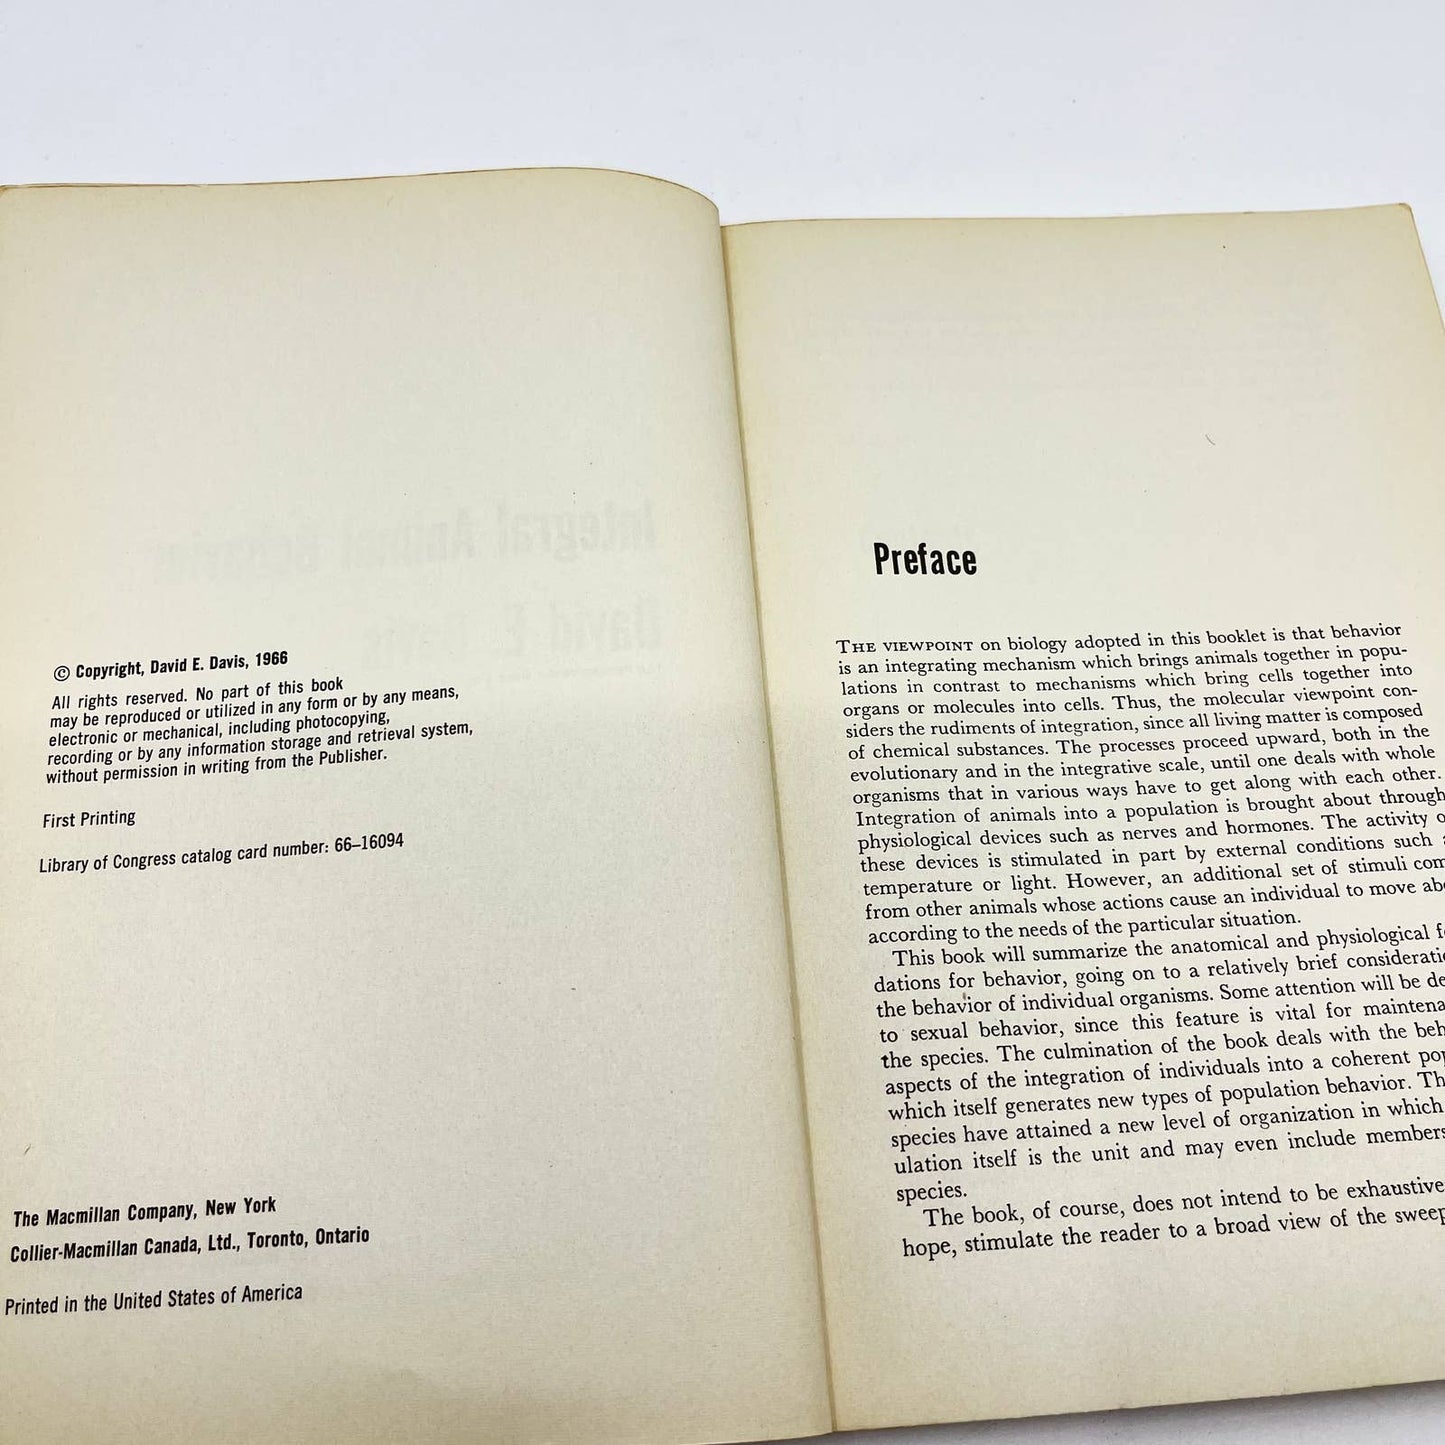 © Copyright, David E. Davis, 1966
All rights reserved. No part of this book
may be reproduced or utilized in any form or by any means,
electronic or mechanical, including photocopying,
recording or by any information storage and retrieval system,
without permission in writing from the Publisher.
First Printing
Library of Congress catalog card number: 66–16094
The Macmillan Company, New York
Collier-Macmillan Canada, Ltd., Toronto, Ontario
Printed in the United States of America
Preface
THE VIEWPOINT on biology adopted in this booklet is that behavior
is an integrating mechanism which brings animals together in popu-
lations in contrast to mechanisms which bring cells together into
organs or molecules into cells. Thus, the molecular viewpoint con-
siders the rudiments of integration, since all living matter is composed
of chemical substances. The processes proceed upward, both in the
evolutionary and in the integrative scale, until one deals with whole
organisms that in various ways have to get along with each other.
Integration of animals into a population is brought about through
physiological devices such as nerves and hormones. The activity o
these devices is stimulated in part by external conditions such a
temperature or light. However, an additional set of stimuli com
from other animals whose actions cause an individual to move abo
according to the needs of the particular situation.
This book will summarize the anatomical and physiological f
dations for behavior, going on to a relatively brief consideratio
the behavior of individual organisms. Some attention will be de
to sexual behavior, since this feature is vital for maintena
the species. The culmination of the book deals with the beh
aspects of the integration of individuals into a coherent pop
which itself generates new types of population behavior. Th
species have attained a new level of organization in which
ulation itself is the unit and may even include members
species.
The book, of course, does not intend to be exhaustive
hope, stimulate the reader to a broad view of the sweep